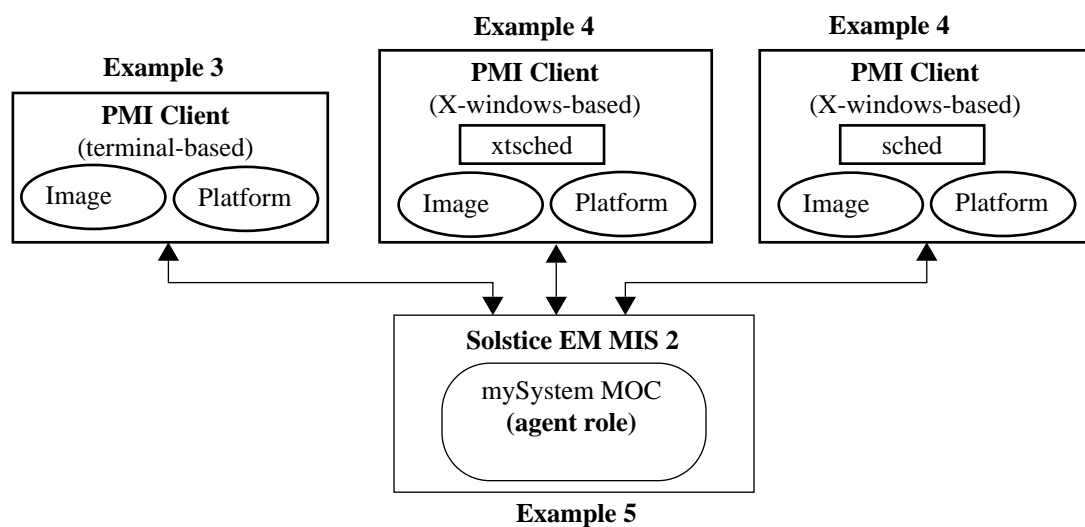 Example 3
PMI Client
(terminal-based)
Image
Platform
Example 4
PMI Client
(X-windows-based)
xtsched
Image
Platform
Example 4
PMI Client
(X-windows-based)
sched
Image
Platform
Solstice EM MIS 2
mySystem MOC
(agent role)
Example 5